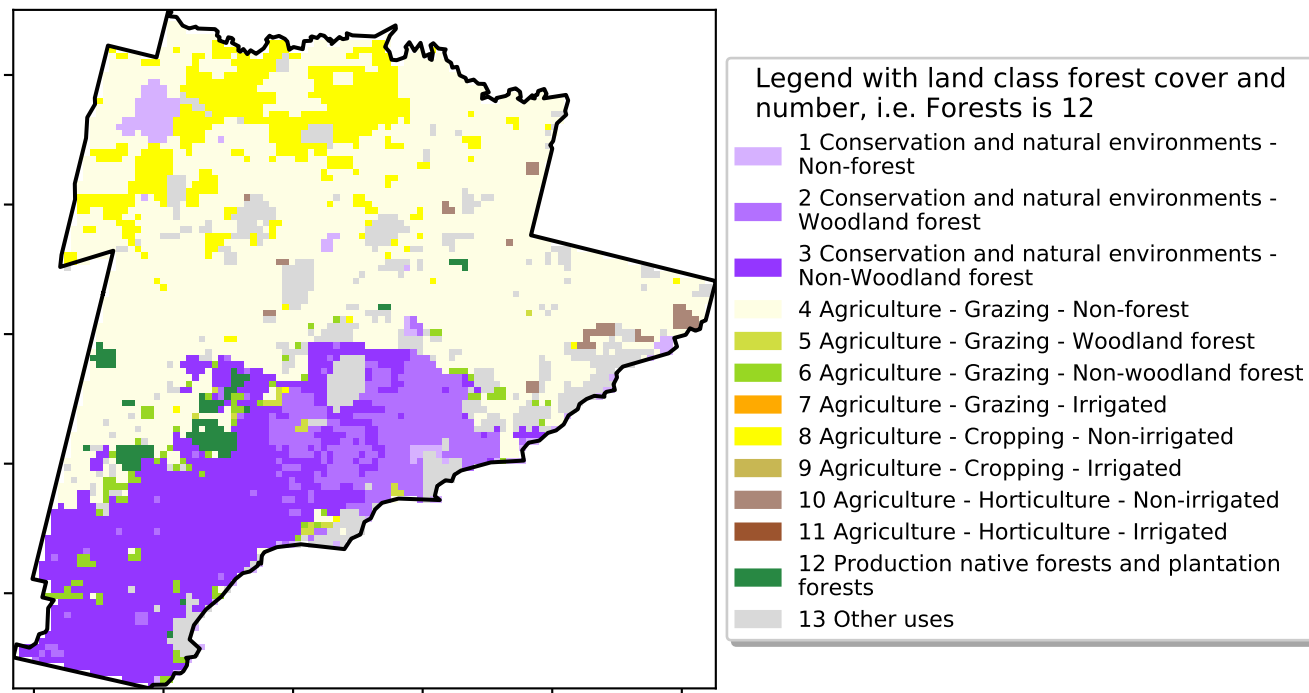 Legend with land class forest cover and
number, i.e. Forests is 12
1 Conservation and natural environments -
Non-forest
2 Conservation and natural environments -
Woodland forest
3 Conservation and natural environments -
Non-Woodland forest
4 Agriculture - Grazing - Non-forest
5 Agriculture - Grazing - Woodland forest
6 Agriculture - Grazing - Non-woodland forest
7 Agriculture - Grazing - Irrigated
8 Agriculture - Cropping - Non-irrigated
9 Agriculture - Cropping - Irrigated
10 Agriculture - Horticulture - Non-irrigated
11 Agriculture - Horticulture - Irrigated
12 Production native forests and plantation
forests
13 Other uses